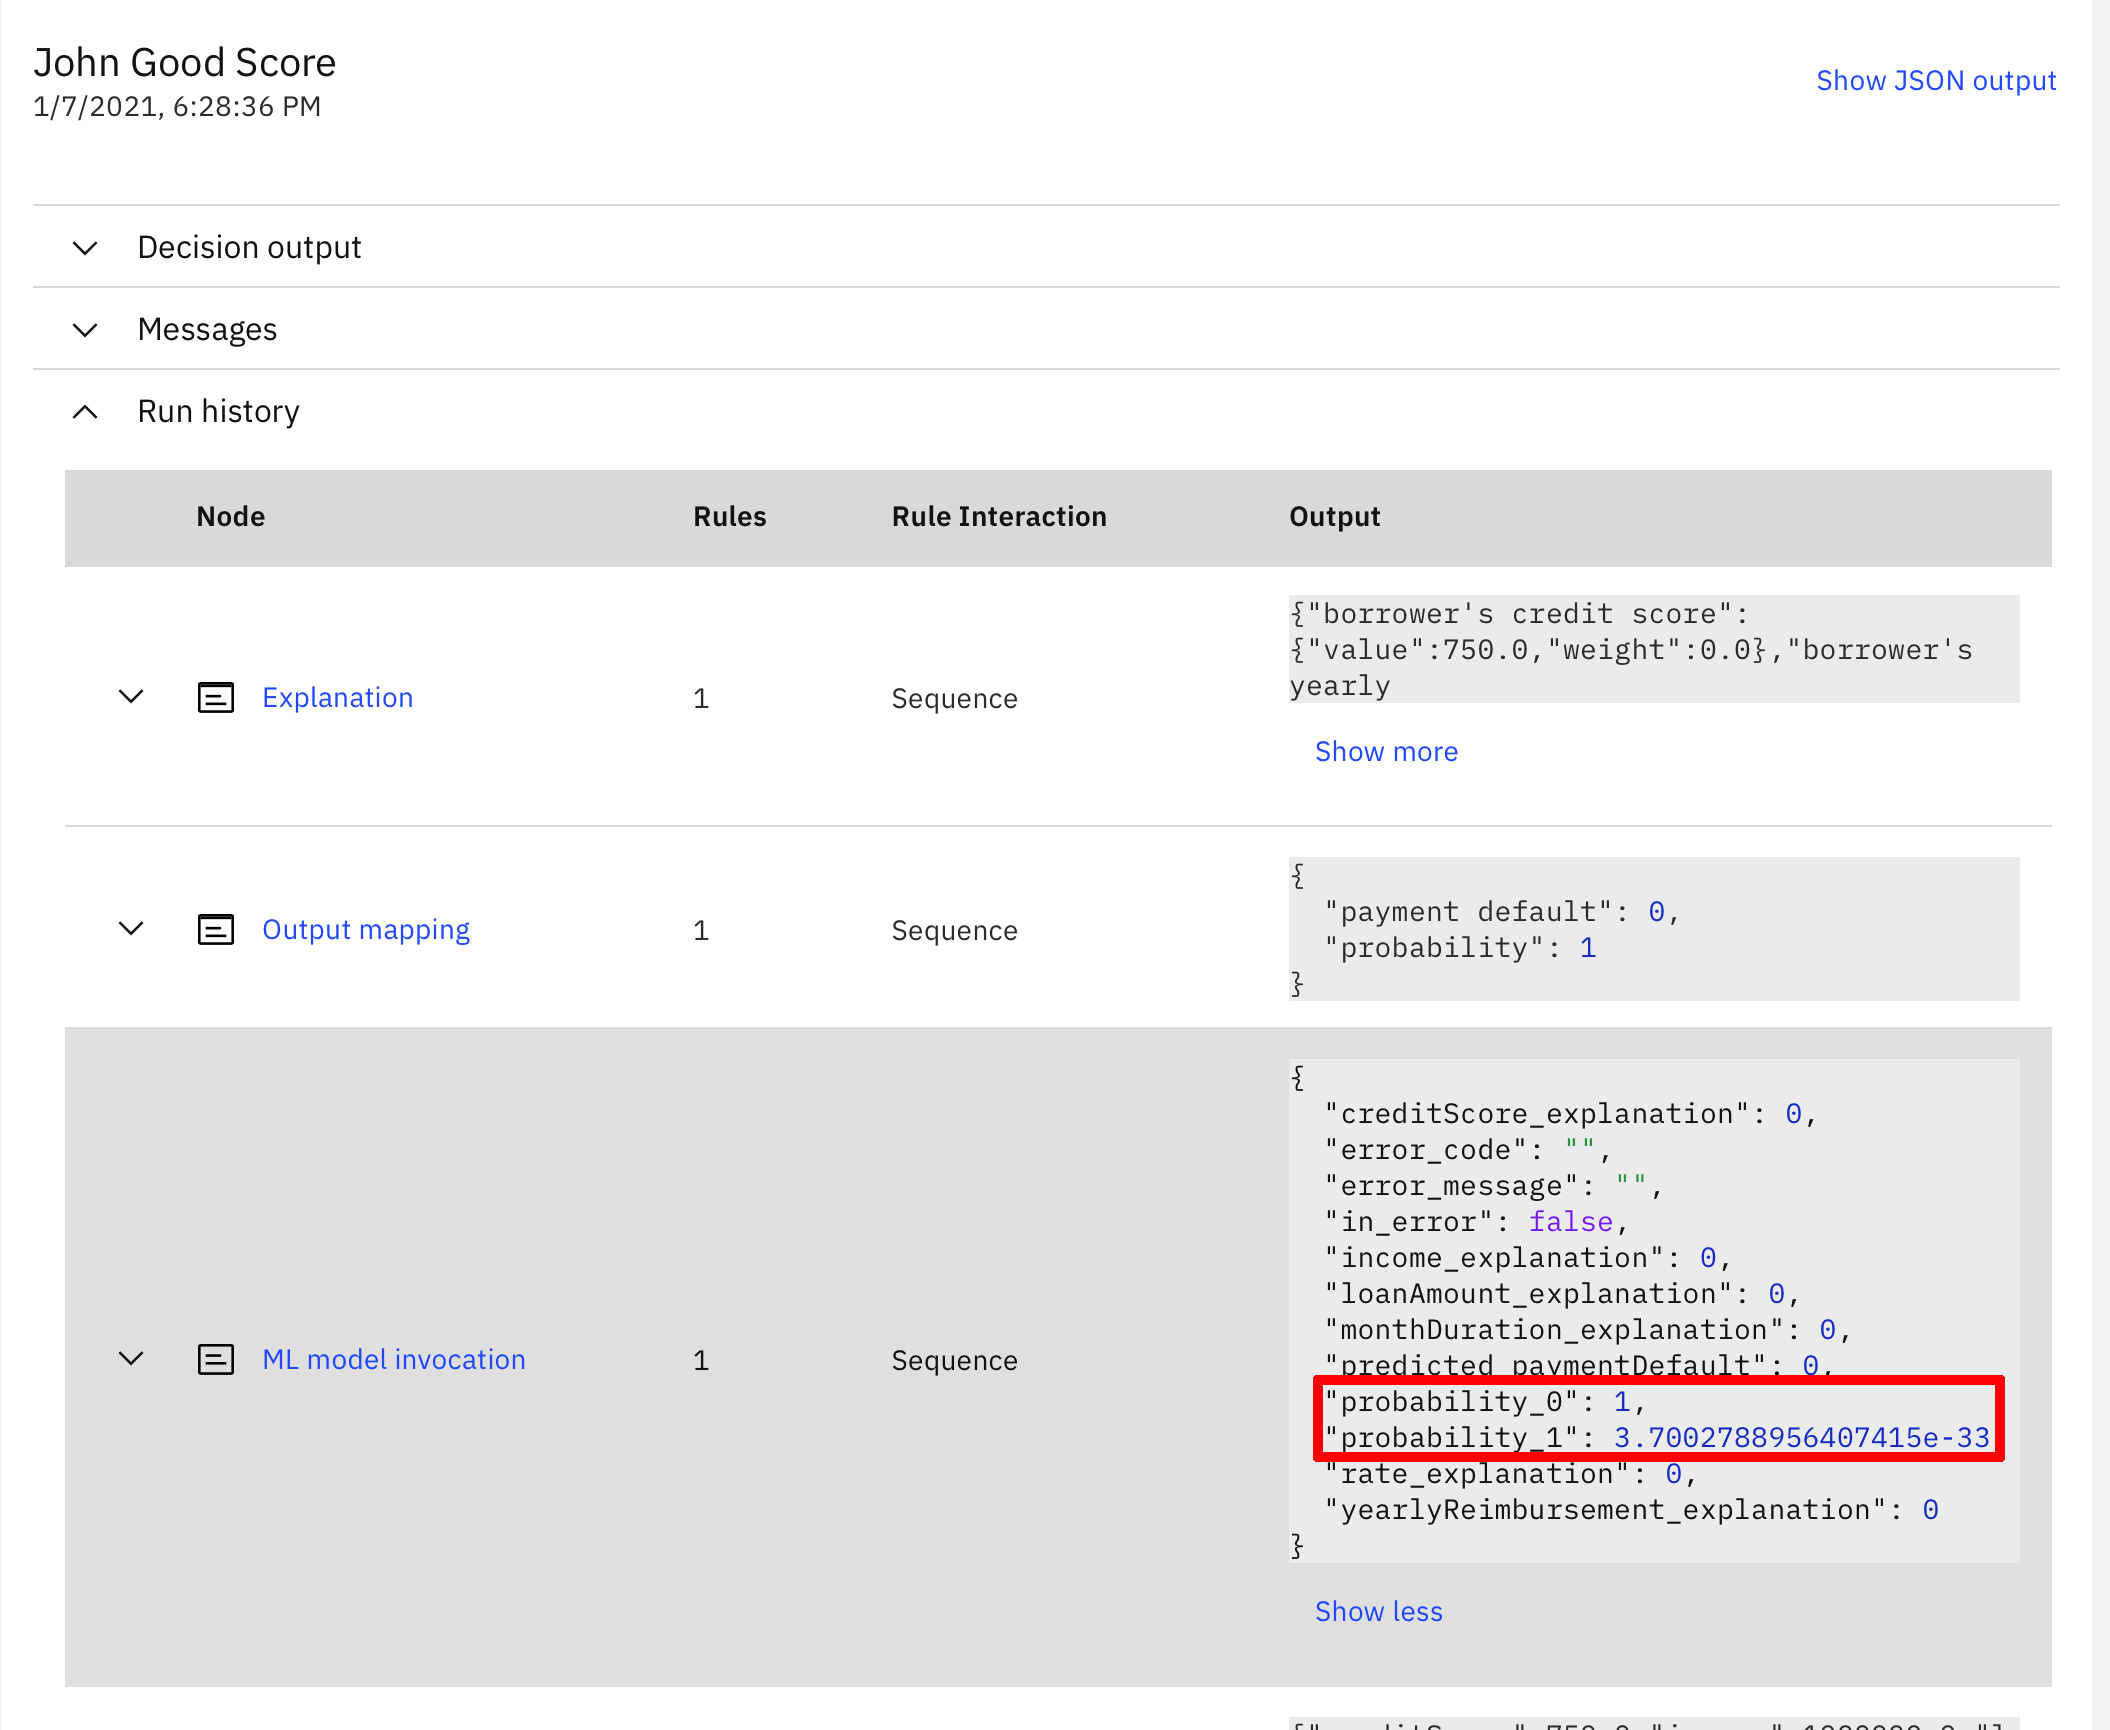 John Good Score
1/7/2021, 6:28:36 PM
Show JSON output
Decision output
Messages
Run history
Node Rules Rule Interaction Output
Explanation 1 Sequence
{"borrower's credit score":
{"value":750.0,"weight":0.0},"borrower's
yearly
Show more
Output mapping 1 Sequence
{
"payment default": 0,
"probability": 1
}
ML model invocation 1 Sequence
{
"creditScore_explanation": 0,
"error_code": "",
"error_message": "",
"in_error": false,
"income_explanation": 0,
"loanAmount_explanation": 0,
"monthDuration_explanation": 0,
"predicted_paymentDefault": 0,
"probability_0": 1,
"probability_1": 3.7002788956407415e-33
"rate_explanation": 0,
"yearlyReimbursement_explanation": 0
}
Show less